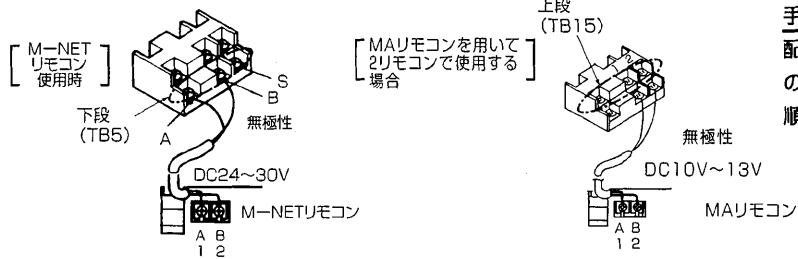 M－NET
リモコン
使用時
下段
(TB5)
A
B
S
無極性
DC24～30V
M－NETリモコン
A B
1 2
MAリモコンを用いて
2リモコンで使用する
場合
上段
(TB15)
無極性
DC10V～13V
MAリモコン
A B
1 2
手
配
の
順